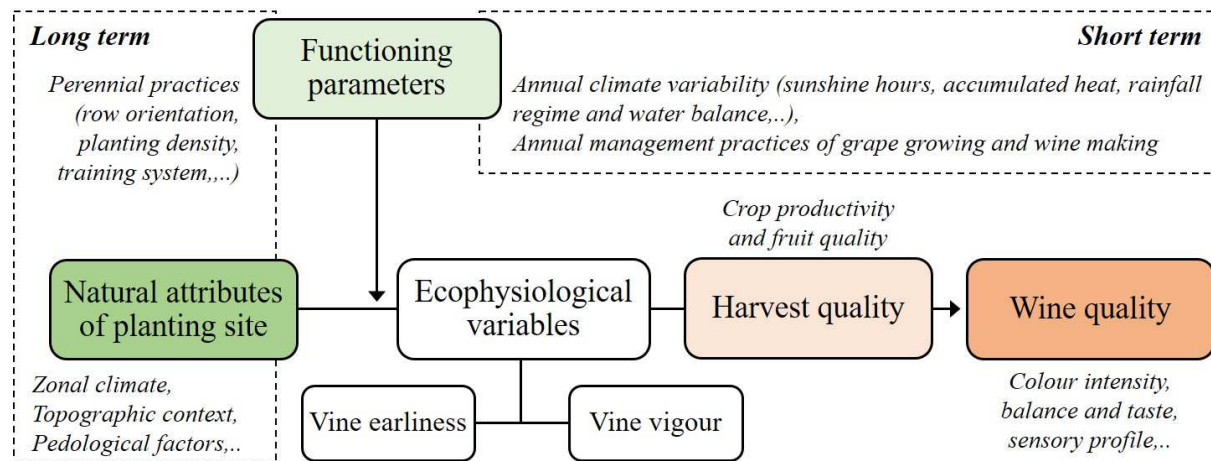 Long term
Perennial practices
(row orientation,
planting density,
training system,,..)
Functioning
parameters
Short term
Annual climate variability (sunshine hours, accumulated heat, rainfall
regime and water balance,..),
Annual management practices of grape growing and wine making
Natural attributes
of planting site
Zonal climate,
Topographic context,
Pedological factors,..
Ecophysiological
variables
Vine earliness
Vine vigour
Crop productivity
and fruit quality
Harvest quality
Wine quality
Colour intensity,
balance and taste,
sensory profile,..